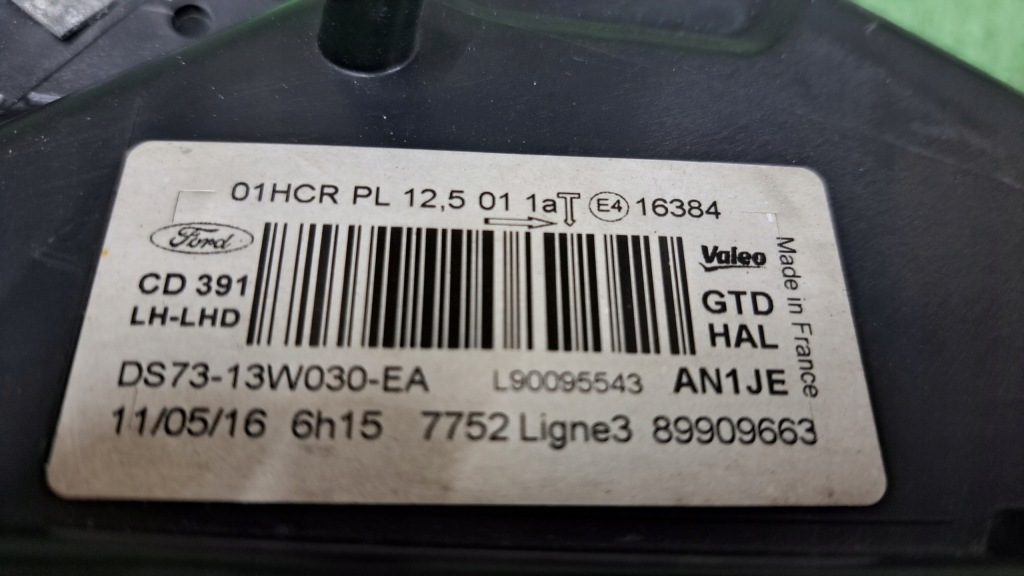 01HCR PL 12,5 01 1a E4 16384
Ford
CD 391
LH-LHD
Valeo
GTD
HAL
Made in France
DS73-13W030-EA L90095543 AN1JE
11/05/16 6h15 7752 Ligne3 89909663